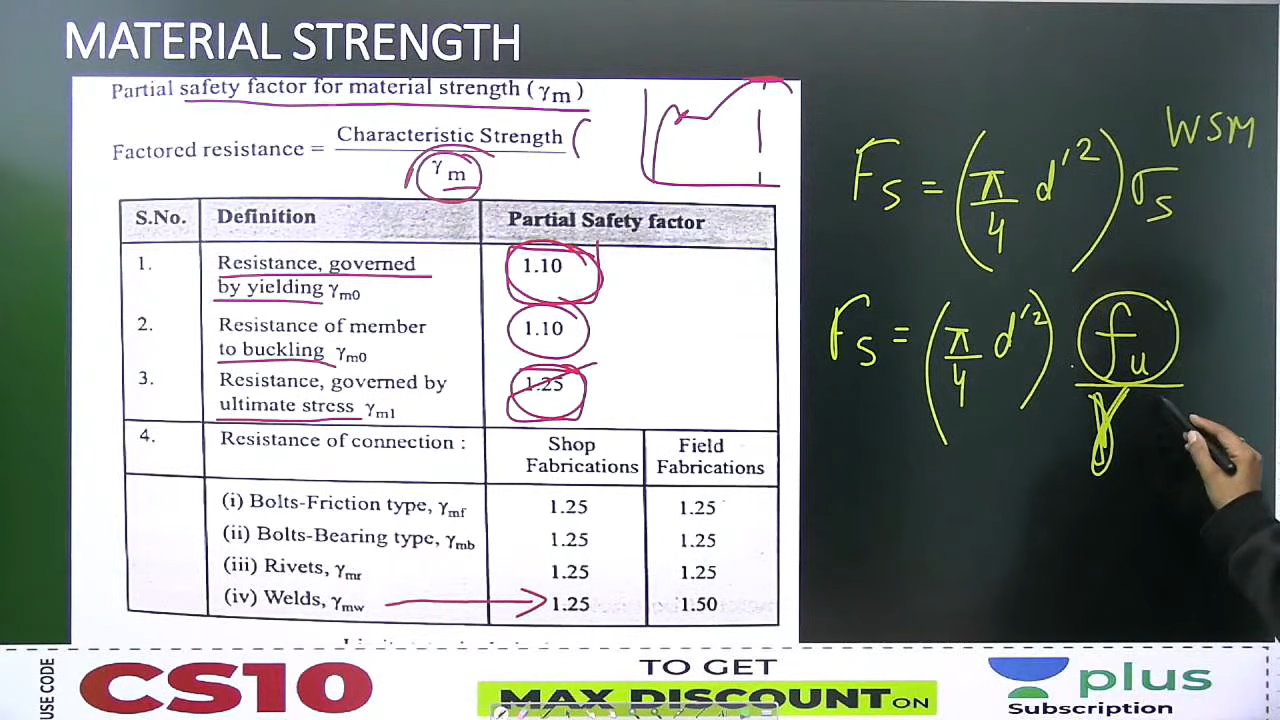 MATERIAL STRENGTH
Partial safety factor for material strength (γm)
Factored resistance = Characteristic Strength / γm
S.No. Definition Partial Safety factor
1. Resistance, governed by yielding γm0 1.10
2. Resistance of member to buckling γm0 1.10
3. Resistance, governed by ultimate stress γm1 1.25
4. Resistance of connection : Shop Fabrications Field Fabrications
(i) Bolts-Friction type, γmf 1.25 1.25
(ii) Bolts-Bearing type, γmb 1.25 1.25
(iii) Rivets, γmr 1.25 1.25
(iv) Welds, γmw 1.25 1.50
WSM
Fs = (π/4 d'²) σs
Fs = (π/4 d'²) fu / γ
USE CODE
CS10
TO GET
MAX DISCOUNT ON
plus
Subscription